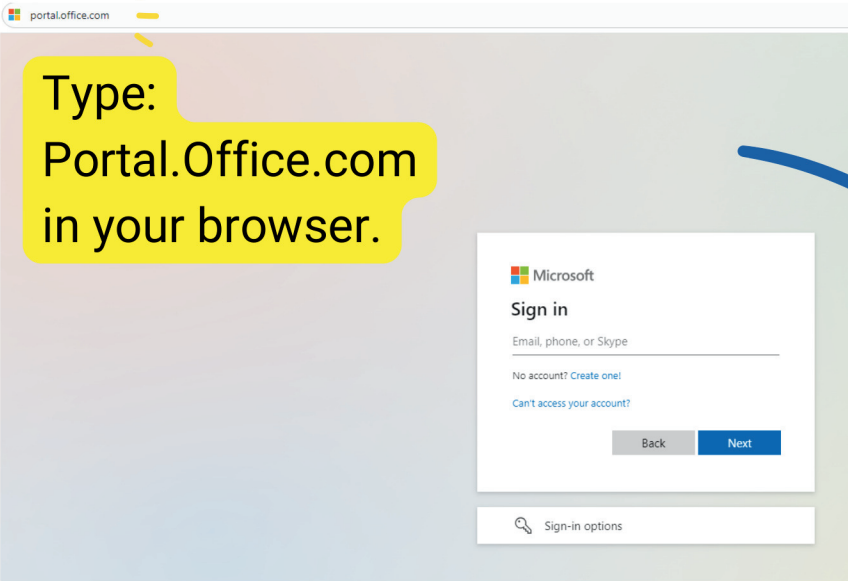 portal.office.com
Type:
Portal.Office.com
in your browser.
Microsoft
Sign in
Email, phone, or Skype
No account? Create one!
Can't access your account?
Back
Next
Sign-in options